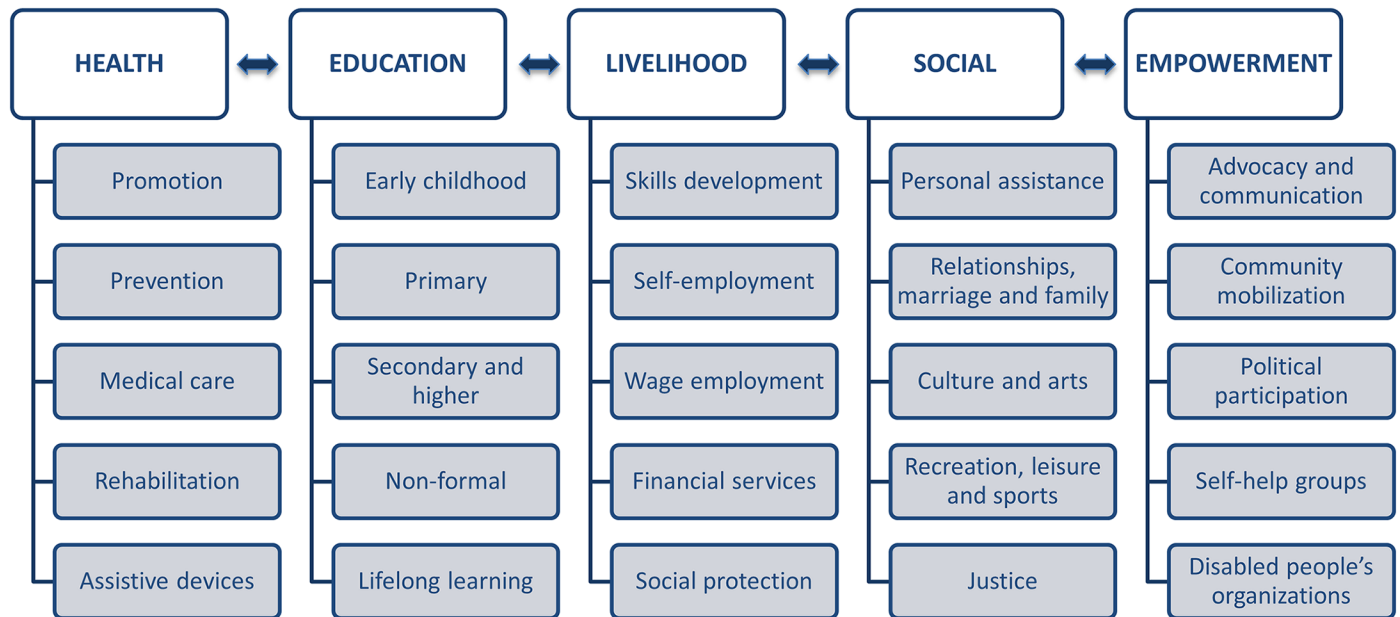 HEALTH
Promotion
Prevention
Medical care
Rehabilitation
Assistive devices
EDUCATION
Early childhood
Primary
Secondary and
higher
Non-formal
Lifelong learning
LIVELIHOOD
Skills development
Self-employment
Wage employment
Financial services
Social protection
SOCIAL
Personal assistance
Relationships,
marriage and family
Culture and arts
Recreation, leisure
and sports
Justice
EMPOWERMENT
Advocacy and
communication
Community
mobilization
Political
participation
Self-help groups
Disabled people’s
organizations